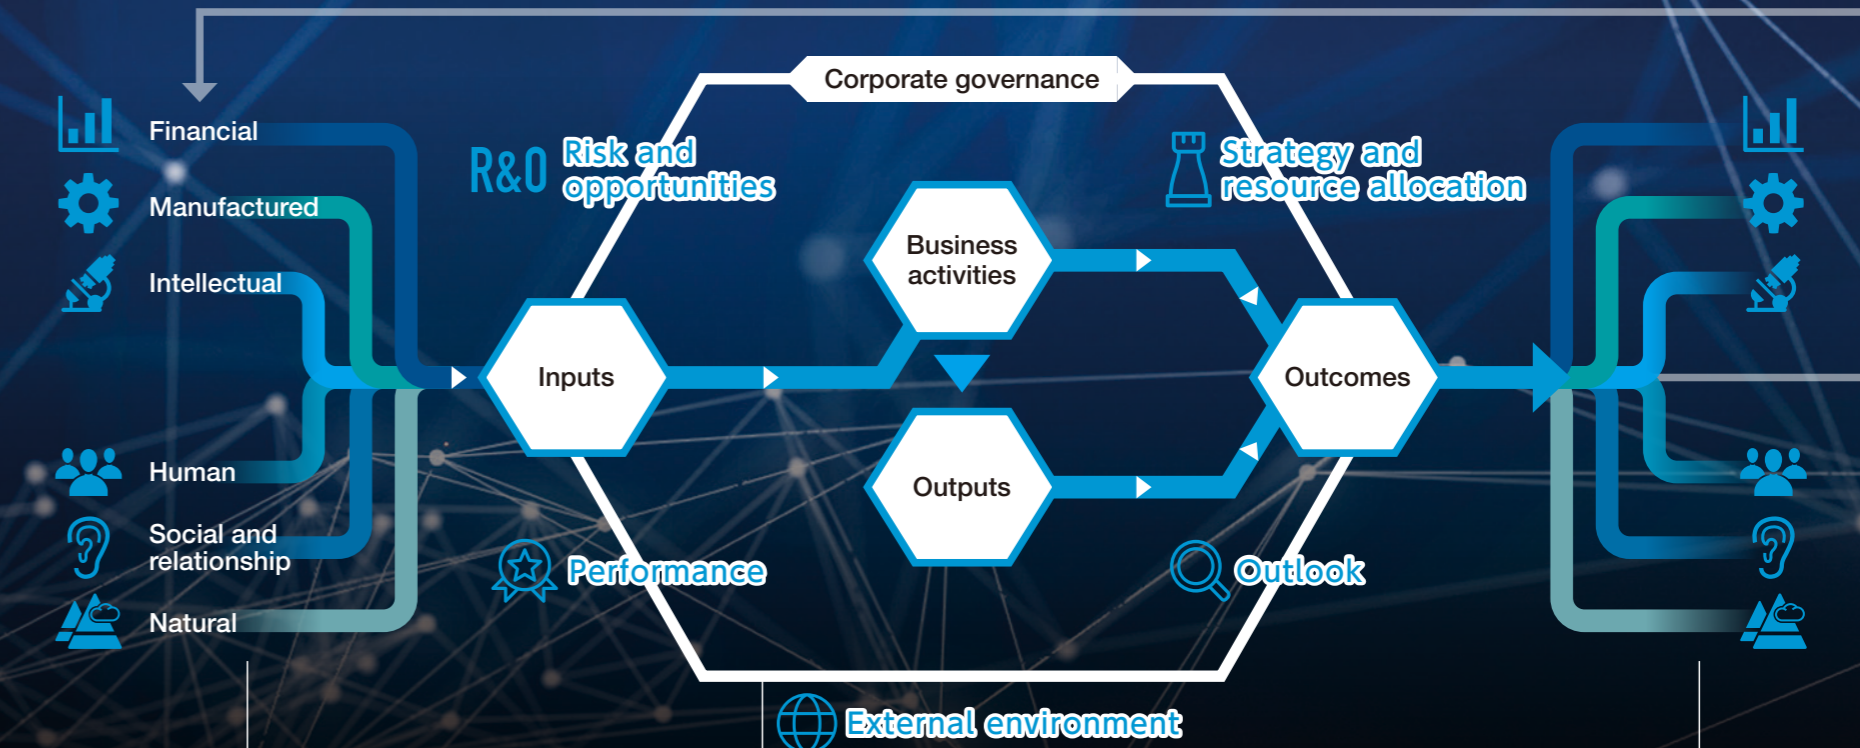 Corporate governance
Financial
R&O
Risk and
opportunities
Strategy and
resource allocation
Manufactured
Business
activities
Intellectual
Inputs
Outcomes
Human
Outputs
Social and
relationship
Performance
Outlook
Natural
External environment